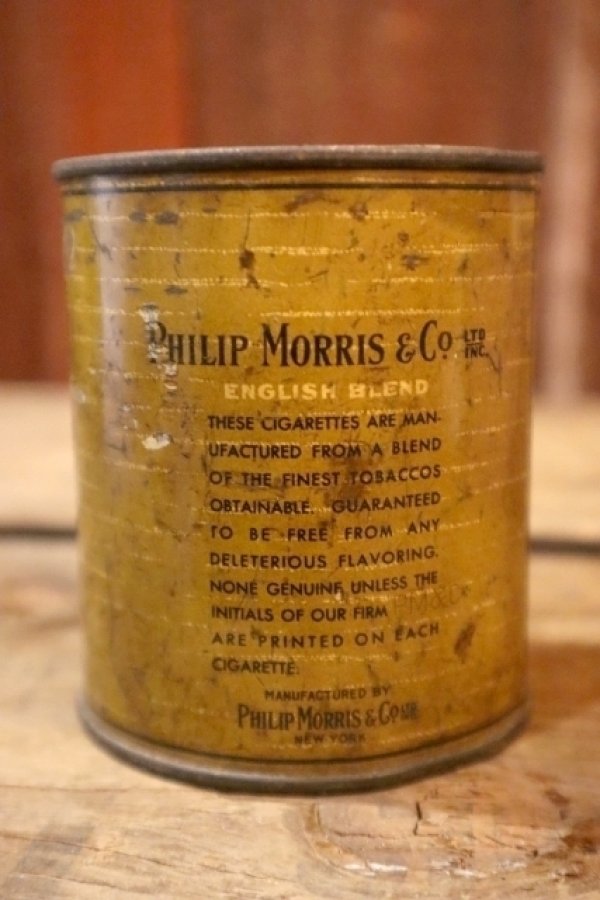 PHILIP MORRIS & CO LTD INC.
ENGLISH BLEND
THESE CIGARETTES ARE MAN-
UFACTURED FROM A BLEND
OF THE FINEST TOBACCOS
OBTAINABLE. GUARANTEED
TO BE FREE FROM ANY
DELETERIOUS FLAVORING.
NONE GENUINE UNLESS THE
INITIALS OF OUR FIRM PM&Co
ARE PRINTED ON EACH
CIGARETTE.
MANUFACTURED BY
PHILIP MORRIS & CO
NEW YORK